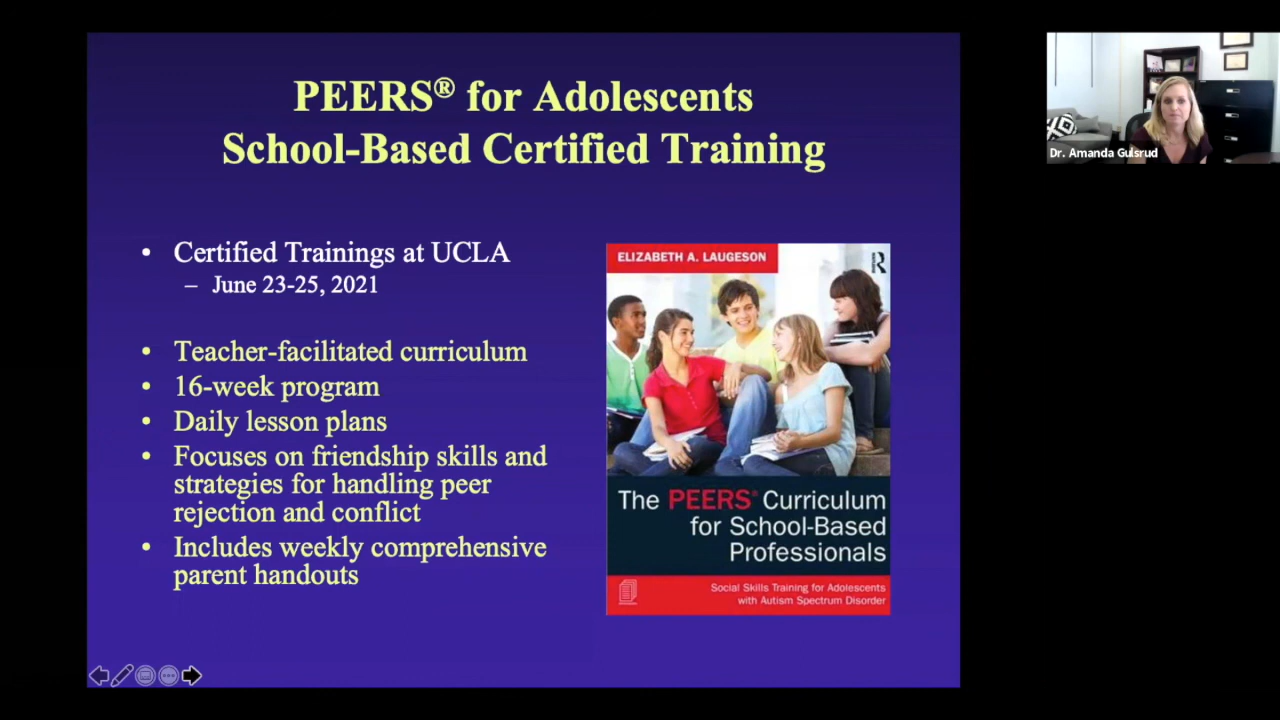 PEERS® for Adolescents
School-Based Certified Training
• Certified Trainings at UCLA
– June 23-25, 2021
• Teacher-facilitated curriculum
• 16-week program
• Daily lesson plans
• Focuses on friendship skills and
strategies for handling peer
rejection and conflict
• Includes weekly comprehensive
parent handouts
ELIZABETH A. LAUGESON
R
The PEERS® Curriculum
for School-Based
Professionals
Social Skills Training for Adolescents
with Autism Spectrum Disorder
Dr. Amanda Gulsrud